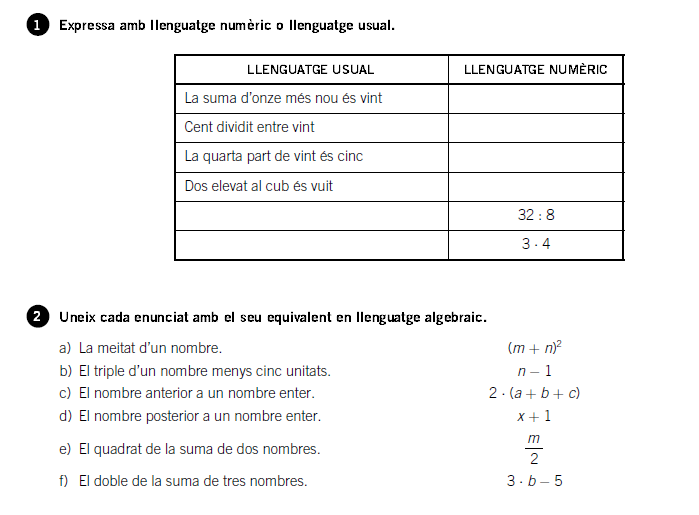 1 Expressa amb llenguatge numèric o llenguatge usual.
LLENGUATGE USUAL LLENGUATGE NUMÈRIC
La suma d'onze més nou és vint
Cent dividit entre vint
La quarta part de vint és cinc
Dos elevat al cub és vuit
32 : 8
3 · 4
2 Uneix cada enunciat amb el seu equivalent en llenguatge algebraic.
a) La meitat d'un nombre. (m + n)²
b) El triple d'un nombre menys cinc unitats. n – 1
c) El nombre anterior a un nombre enter. 2 · (a + b + c)
d) El nombre posterior a un nombre enter. x + 1
e) El quadrat de la suma de dos nombres. m/2
f) El doble de la suma de tres nombres. 3 · b – 5